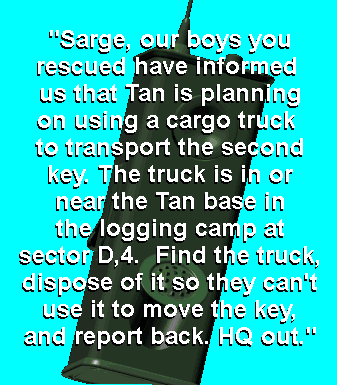 "Sarge, our boys you
rescued have informed
us that Tan is planning
on using a cargo truck
to transport the second
key. The truck is in or
near the Tan base in
the logging camp at
sector D,4.  Find the truck,
dispose of it so they can't
use it to move the key,
and report back. HQ out."